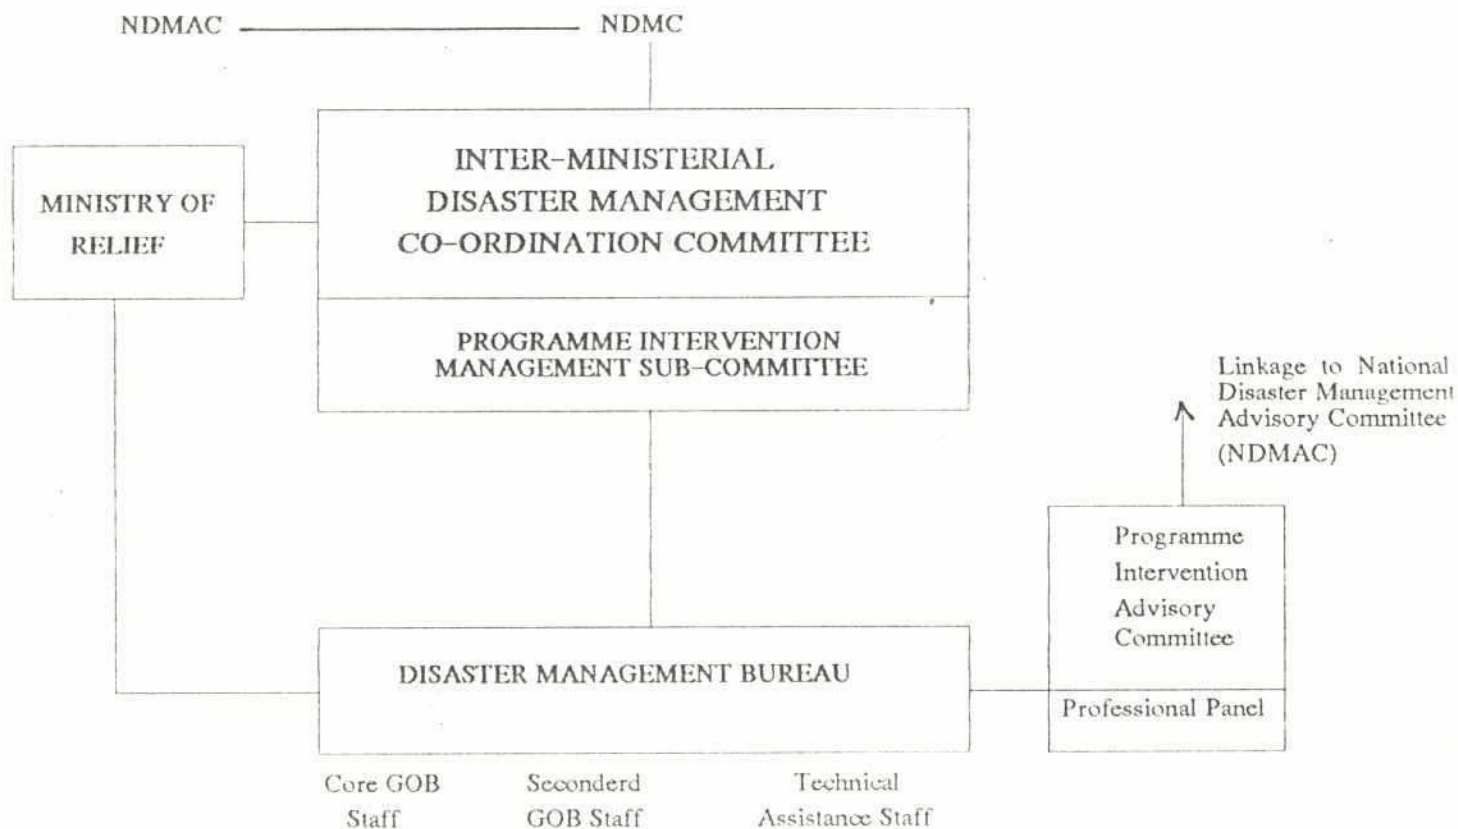 NDMAC NDMC
INTER-MINISTERIAL
DISASTER MANAGEMENT
CO-ORDINATION COMMITTEE
MINISTRY OF
RELIEF
PROGRAMME INTERVENTION
MANAGEMENT SUB-COMMITTEE
Linkage to National
Disaster Management
Advisory Committee
(NDMAC)
Programme
Intervention
Advisory
Committee
Professional Panel
DISASTER MANAGEMENT BUREAU
Core GOB
Staff
Seconderd
GOB Staff
Technical
Assistance Staff